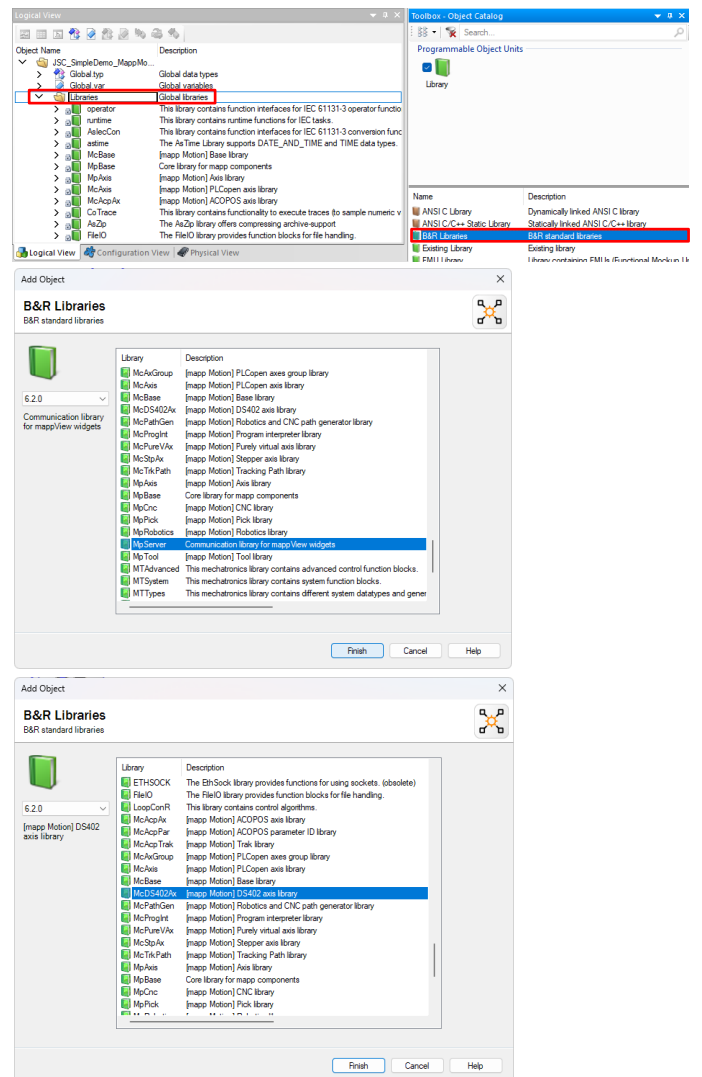 Logical View
Object Name Description
JSC_SimpleDemo_MappMo...
Global.typ Global data types
Global.var Global variables
Libraries Global libraries
operator This library contains function interfaces for IEC 61131-3 operator functio
runtime This library contains runtime functions for IEC tasks.
AsIecCon This library contains function interfaces for IEC 61131-3 conversion func
astime The AsTime Library supports DATE_AND_TIME and TIME data types.
McBase [mapp Motion] Base library
MpBase Core library for mapp components
MpAxis [mapp Motion] Axis library
McAxis [mapp Motion] PLCopen axis library
McAcpAx [mapp Motion] ACOPOS axis library
CoTrace This library contains functionality to execute traces (to sample numeric v
AsZip The AsZip library offers compressing archive-support
FileIO The FileIO library provides function blocks for file handling.
Logical View Configuration View Physical View
Toolbox - Object Catalog
Search...
Programmable Object Units
Library
Name Description
ANSI C Library Dynamically linked ANSI C library
ANSI C/C++ Static Library Statically linked ANSI C/C++ library
B&R Libraries B&R standard libraries
Existing Library Existing library
FMU Library Library containing FMUs (Functional Mockup U
Add Object
B&R Libraries
B&R standard libraries
6.2.0
Communication library
for mappView widgets
Library Description
McAxGroup [mapp Motion] PLCopen axes group library
McAxis [mapp Motion] PLCopen axis library
McBase [mapp Motion] Base library
McDS402Ax [mapp Motion] DS402 axis library
McPathGen [mapp Motion] Robotics and CNC path generator library
McProgInt [mapp Motion] Program interpreter library
McPureVAx [mapp Motion] Purely virtual axis library
McStpAx [mapp Motion] Stepper axis library
McTrkPath [mapp Motion] Tracking Path library
MpAxis [mapp Motion] Axis library
MpBase Core library for mapp components
MpCnc [mapp Motion] CNC library
MpPick [mapp Motion] Pick library
MpRobotics [mapp Motion] Robotics library
MpServer Communication library for mappView widgets
MpTool [mapp Motion] Tool library
MTAdvanced This mechatronics library contains advanced control function blocks.
MTSystem This mechatronics library contains system function blocks.
MTTypes This mechatronics library contains different system datatypes and gener
Finish Cancel Help
Add Object
B&R Libraries
B&R standard libraries
6.2.0
[mapp Motion] DS402
axis library
Library Description
ETHSOCK The EthSock library provides functions for using sockets. (obsolete)
FileIO The FileIO library provides function blocks for file handling.
LoopConR This library contains control algorithms.
McAcpAx [mapp Motion] ACOPOS axis library
McAcpPar [mapp Motion] ACOPOS parameter ID library
McAcpTrak [mapp Motion] Trak library
McAxGroup [mapp Motion] PLCopen axes group library
McAxis [mapp Motion] PLCopen axis library
McBase [mapp Motion] Base library
McDS402Ax [mapp Motion] DS402 axis library
McPathGen [mapp Motion] Robotics and CNC path generator library
McProgInt [mapp Motion] Program interpreter library
McPureVAx [mapp Motion] Purely virtual axis library
McStpAx [mapp Motion] Stepper axis library
McTrkPath [mapp Motion] Tracking Path library
MpAxis [mapp Motion] Axis library
MpBase Core library for mapp components
MpCnc [mapp Motion] CNC library
MpPick [mapp Motion] Pick library
Finish Cancel Help